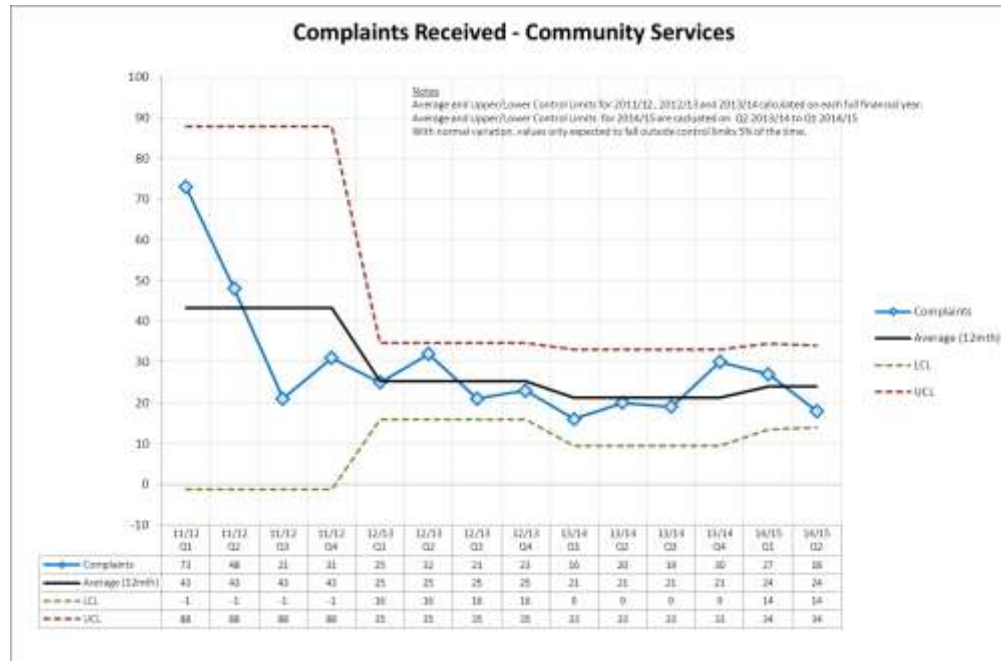 Complaints Received - Community Services
Notes
Average and Upper/Lower Control Limits for 2011/12, 2012/13 and 2013/14 calculated on each full financial year.
Average and Upper/Lower Control Limits for 2014/15 are calculated on Q2 2013/14 to Q1 2014/15
With normal variation, values only expected to fall outside control limits 5% of the time.
100
90
80
70
60
50
40
30
20
10
0
-10
Complaints
Average (12mth)
LCL
UCL
11/12 11/12 11/12 11/12 12/13 12/13 12/13 12/13 13/14 13/14 13/14 13/14 14/15 14/15
Q1 Q2 Q3 Q4 Q2 Q3 Q4 Q1 Q2 Q3 Q4 Q1 Q2
Complaints 73 48 21 31 25 32 21 23 16 20 19 30 27 18
Average (12mth) 43 43 43 43 25 25 25 25 21 21 21 21 24 24
LCL -1 -1 -1 -1 16 16 16 16 14 14
UCL 88 88 88 88 35 35 35 35 33 33 33 33 34 34